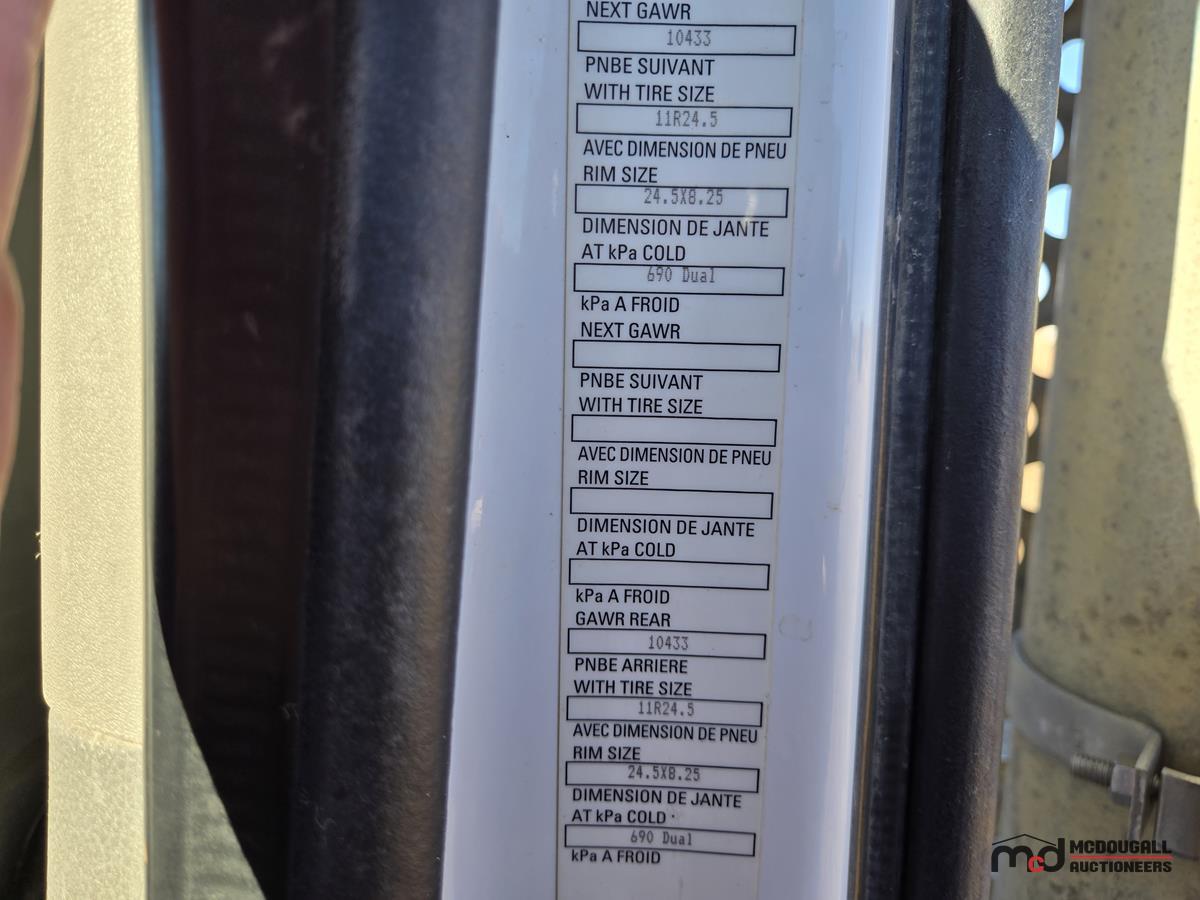 NEXT GAWR
10433
PNBE SUIVANT
WITH TIRE SIZE
11R24.5
AVEC DIMENSION DE PNEU
RIM SIZE
24.5X8.25
DIMENSION DE JANTE
AT kPa COLD
690 Dual
kPa A FROID
NEXT GAWR
PNBE SUIVANT
WITH TIRE SIZE
AVEC DIMENSION DE PNEU
RIM SIZE
DIMENSION DE JANTE
AT kPa COLD
kPa A FROID
GAWR REAR
10433
PNBE ARRIERE
WITH TIRE SIZE
11R24.5
AVEC DIMENSION DE PNEU
RIM SIZE
24.5X8.25
DIMENSION DE JANTE
AT kPa COLD
690 Dual
kPa A FROID
mcd MCDOUGALL
AUCTIONEERS